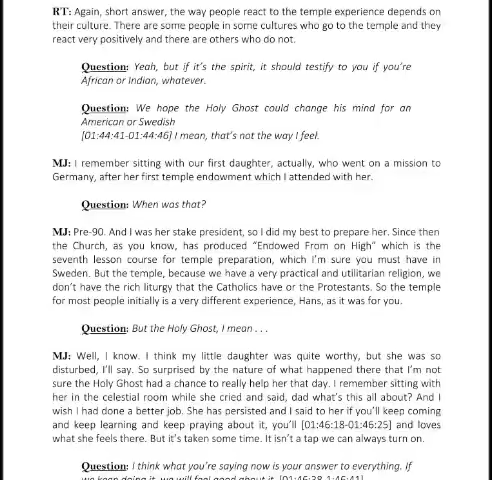 RT: Again, short answer, the way people react to the temple experience depends on
their culture. There are some people in some cultures who go to the temple and they
react very positively and there are others who do not.
Question: Yeah, but if it's the spirit, it should testify to you if you're
African or Indian, whatever.
Question: We hope the Holy Ghost could change his mind for an
American or Swedish
[01:44:41-01:44:46] I mean, that's not the way I feel.
MJ: I remember sitting with our first daughter, actually, who went on a mission to
Germany, after her first temple endowment which I attended with her.
Question: When was that?
MJ: Pre-90. And I was her stake president, so I did my best to prepare her. Since then
the Church, as you know, has produced "Endowed From on High" which is the
seventh lesson course for temple preparation, which I'm sure you must have in
Sweden. But the temple, because we have a very practical and utilitarian religion, we
don't have the rich liturgy that the Catholics have or the Protestants. So the temple
for most people initially is a very different experience, Hans, as it was for you.
Question: But the Holy Ghost, I mean . . .
MJ: Well, I know. I think my little daughter was quite worthy, but she was so
disturbed, I'll say. So surprised by the nature of what happened there that I'm not
sure the Holy Ghost had a chance to really help her that day. I remember sitting with
her in the celestial room while she cried and said, dad what's this all about? And I
wish I had done a better job. She has persisted and I said to her if you'll keep coming
and keep learning and keep praying about it, you'll [01:46:18-01:46:25] and loves
what she feels there. But it's taken some time. It isn't a tap we can always turn on.
Question: I think what you're saying now is your answer to everything. If
we keep doing it, we will feel good about it. [01:46:38-1:46:41]